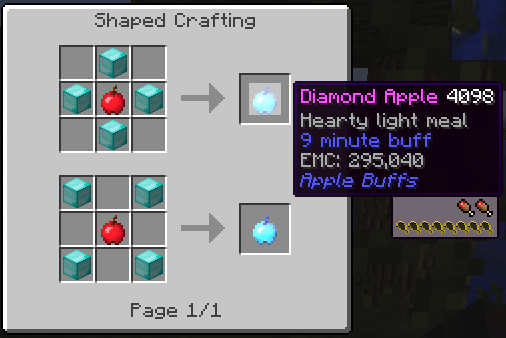 Shaped Crafting
Diamond Apple 4098
Hearty light meal
9 minute buff
EMC: 295,040
Apple Buffs
Page 1/1